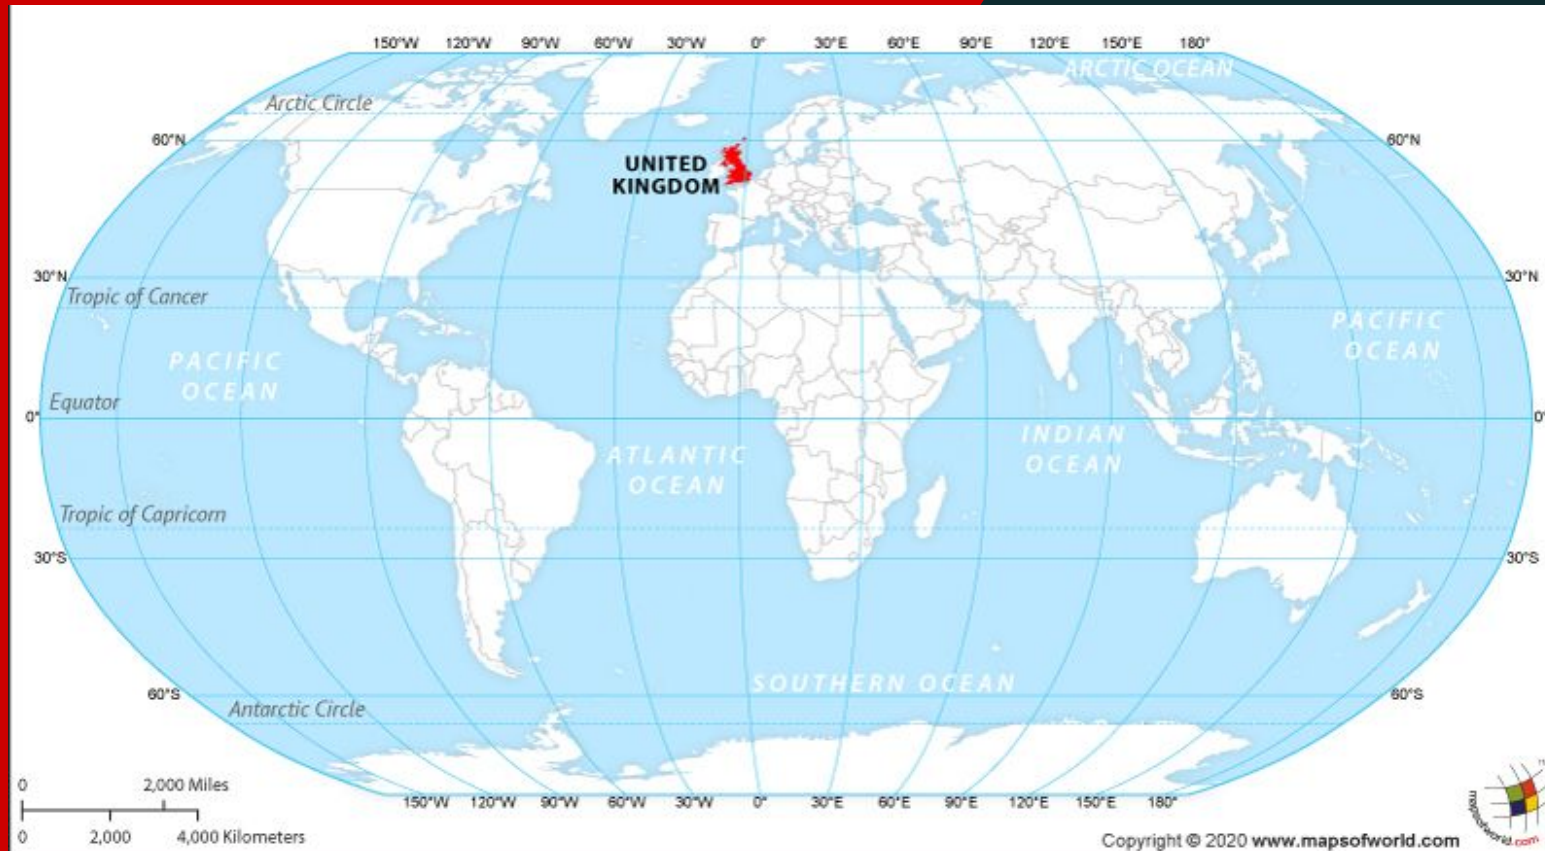 150°W 120°W 90°W 60°W 30°W 0° 30°E 60°E 90°E 120°E 150°E 180°
ARCTIC OCEAN
Arctic Circle
60°N 60°N
UNITED
KINGDOM
30°N 30°N
Tropic of Cancer
PACIFIC
OCEAN
PACIFIC
OCEAN
Equator
0° 0°
ATLANTIC
OCEAN
INDIAN
OCEAN
Tropic of Capricorn
30°S 30°S
SOUTHERN OCEAN
60°S 60°S
Antarctic Circle
0 2,000 Miles
0 2,000 4,000 Kilometers
150°W 120°W 90°W 60°W 30°W 0° 30°E 60°E 90°E 120°E 150°E 180°
Copyright © 2020 www.mapsofworld.com
mapsofworld.com